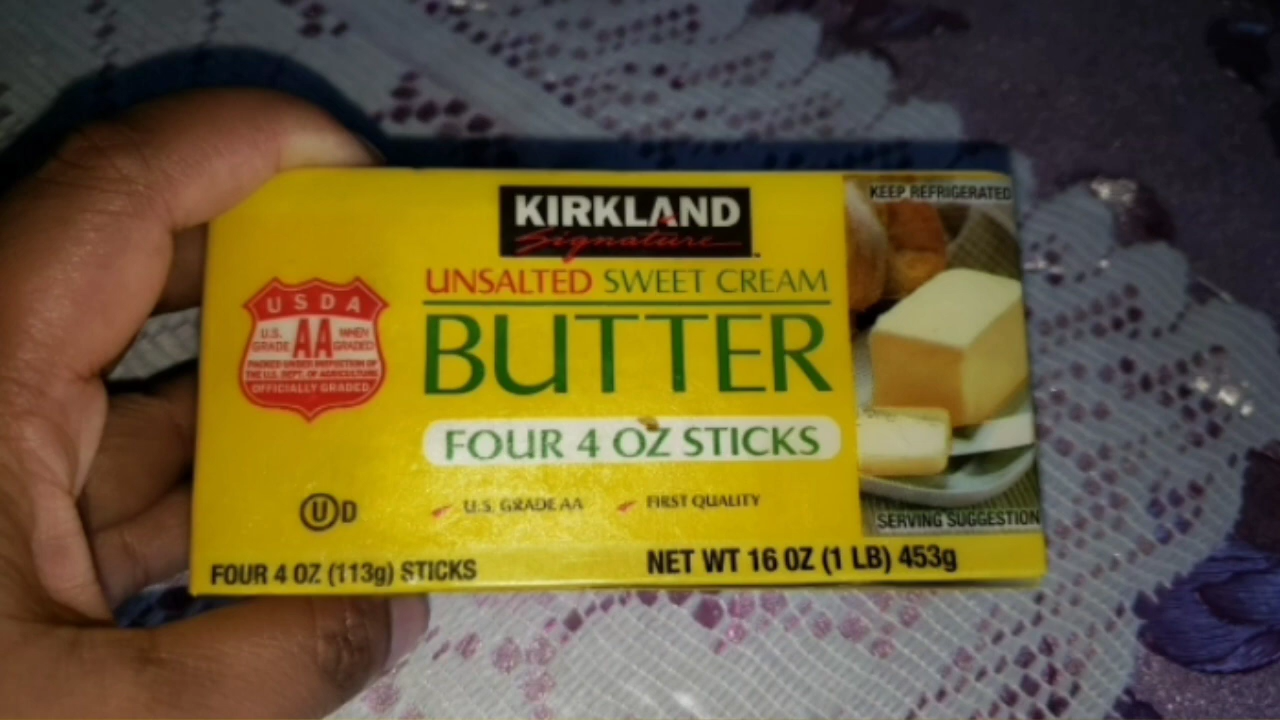 KIRKLAND
Signature
KEEP REFRIGERATED
UNSALTED SWEET CREAM
BUTTER
FOUR 4 OZ STICKS
USDA
U.S. GRADE
AA
WHEN GRADED
OFFICIALLY GRADED
U D
U.S. GRADE AA
FIRST QUALITY
SERVING SUGGESTION
FOUR 4 OZ (113g) STICKS
NET WT 16 OZ (1 LB) 453g